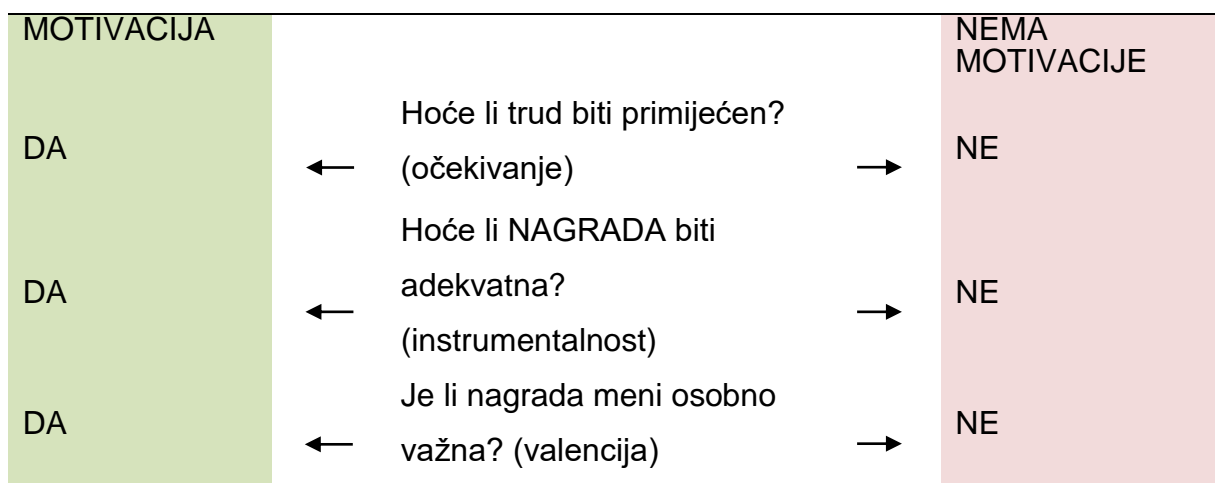 MOTIVACIJA
NEMA
MOTIVACIJE
DA
Hoće li trud biti primijećen?
(očekivanje)
NE
DA
Hoće li NAGRADA biti
adekvatna?
(instrumentalnost)
NE
DA
Je li nagrada meni osobno
važna? (valencija)
NE